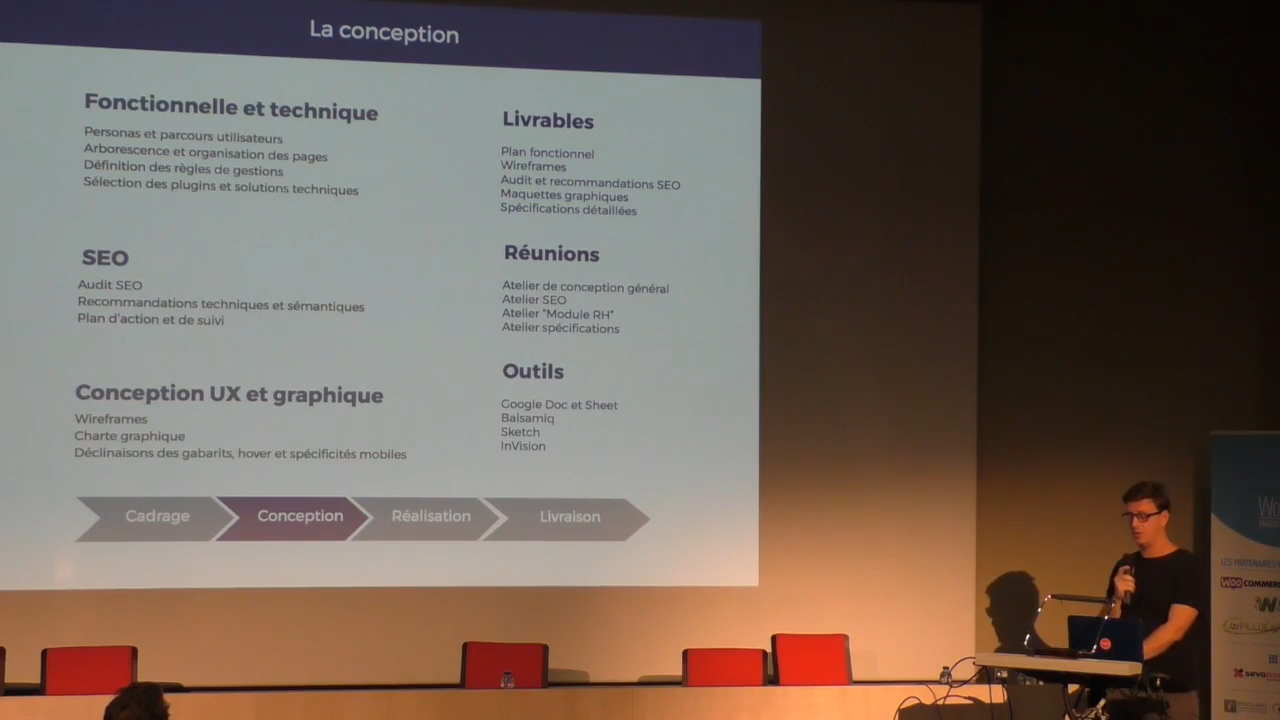 La conception
Fonctionnelle et technique
Personas et parcours utilisateurs
Arborescence et organisation des pages
Définition des règles de gestions
Sélection des plugins et solutions techniques
SEO
Audit SEO
Recommandations techniques et sémantiques
Plan d'action et de suivi
Conception UX et graphique
Wireframes
Charte graphique
Déclinaisons des gabarits, hover et spécificités mobiles
Livrables
Plan fonctionnel
Wireframes
Audit et recommandations SEO
Maquettes graphiques
Spécifications détaillées
Réunions
Atelier de conception général
Atelier SEO
Atelier "Module RH"
Atelier spécifications
Outils
Google Doc et Sheet
Balsamiq
Sketch
InVision
Cadrage
Conception
Réalisation
Livraison
LES PARTENAIRES
WOO COMMER